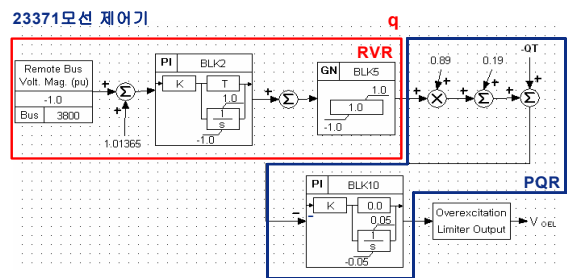 23371모선 제어기
q
RVR
Remote Bus
Volt. Mag. (pu)
-1.0
Bus 3800
+
Σ
+
1.01365
PI BLK2
K T
1.0
1
s
-1.0
+
Σ
+
GN BLK5
1.0
1.0
-1.0
0.89
+
+
×
0.19
+
+
Σ
-QT
+
+
Σ
PQR
-
-
PI BLK10
K 0.0
0.05
1
s
-0.05
Overexcitation
Limiter Output
V OEL